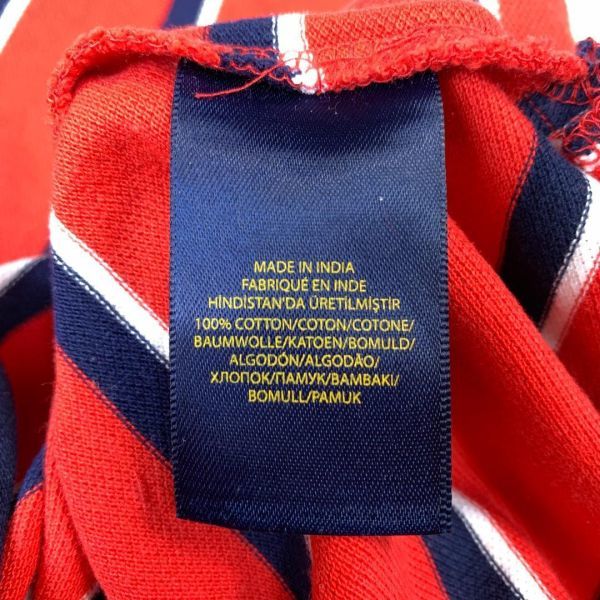 MADE IN INDIA
FABRIQUÉ EN INDE
HİNDİSTAN'DA ÜRETİLMİŞTİR
100% COTTON/COTON/COTONE/
BAUMWOLLE/KATOEN/BOMULD/
ALGODÓN/ALGODÃO/
ХЛОПОК/ПАМУК/BAMBAKI/
BOMULL/PAMUK